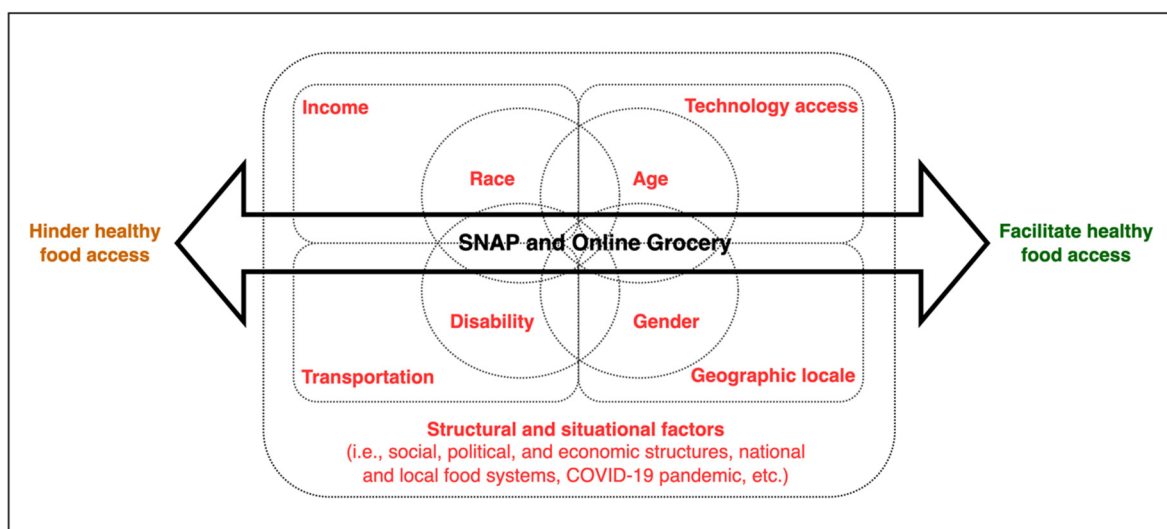 Income
Technology access
Race
Age
Hinder healthy
food access
SNAP and Online Grocery
Facilitate healthy
food access
Disability
Gender
Transportation
Geographic locale
Structural and situational factors
(i.e., social, political, and economic structures, national
and local food systems, COVID-19 pandemic, etc.)